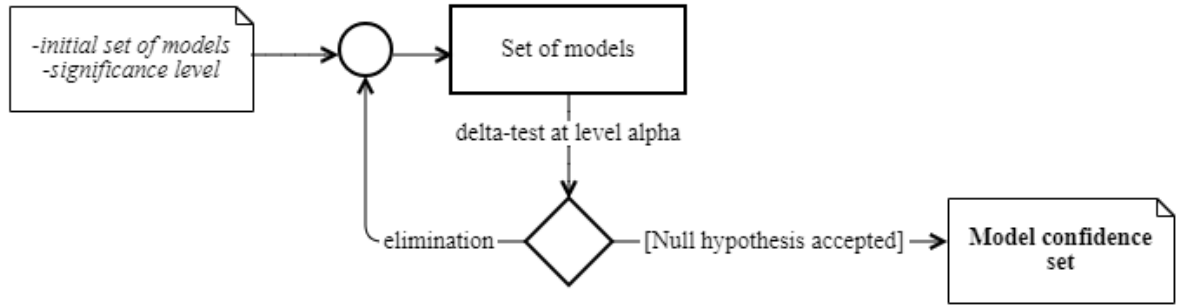 -initial set of models
-significance level
Set of models
delta-test at level alpha
elimination
[Null hypothesis accepted]
Model confidence
set